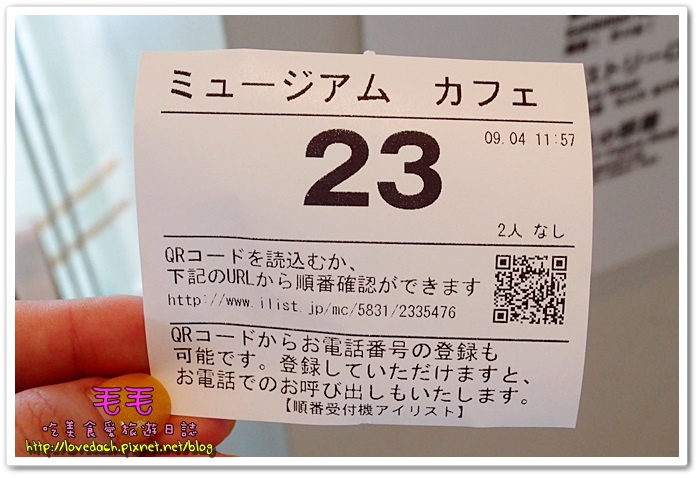 ミュージアム カフェ
23
09.04 11:57
2人 なし
QRコードを読込むか、
下記のURLから順番確認ができます
http://www.ilist.jp/mc/5831/2335476
QRコードからお電話番号の登録も
可能です。登録していただけますと、
お電話でのお呼び出しもいたします。
【順番受付機アイリスト】
毛毛
吃美食愛旅遊日誌
http://lovedach.pixnet.net/blog
ストリーの